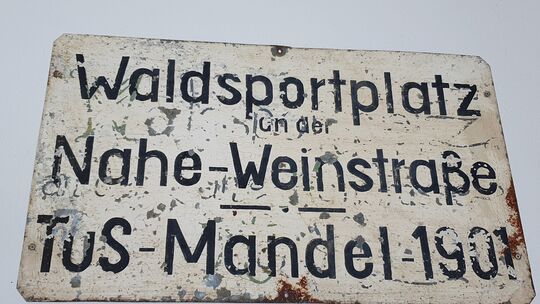 Waldsportplatz
an der
Nahe-Weinstraße
TuS-Mandel-1901